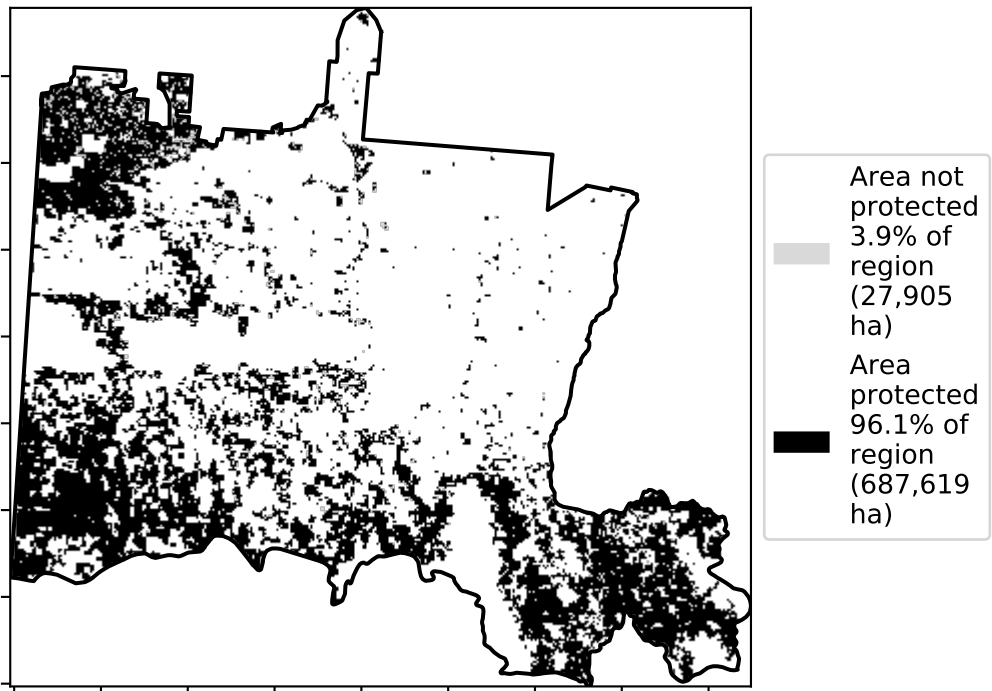 Area not
protected
3.9% of
region
(27,905
ha)
Area
protected
96.1% of
region
(687,619
ha)